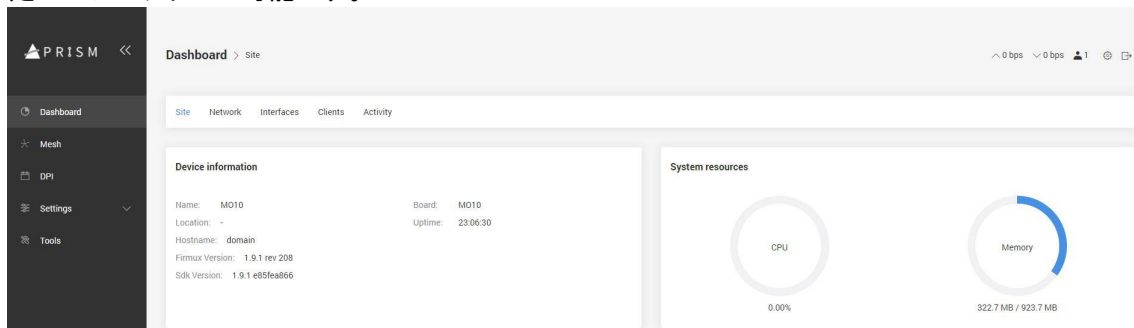 PRISM
Dashboard > Site
0 bps 0 bps 1
Dashboard
Mesh
DPI
Settings
Tools
Site Network Interfaces Clients Activity
Device information
Name: MO10
Board: MO10
Location: -
Uptime: 23:06:30
Hostname: domain
Firmux Version: 1.9.1 rev 208
Sdk Version: 1.9.1 e85fea866
System resources
CPU
0.00%
Memory
322.7 MB / 923.7 MB